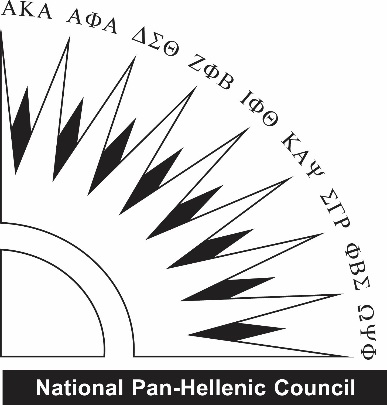 ΑΚΑ ΑΦΑ ΔΣΘ ΖΦΒ ΙΦΘ ΚΑΨ ΣΓΡ ΦΒΣ ΩΨΦ
National Pan-Hellenic Council